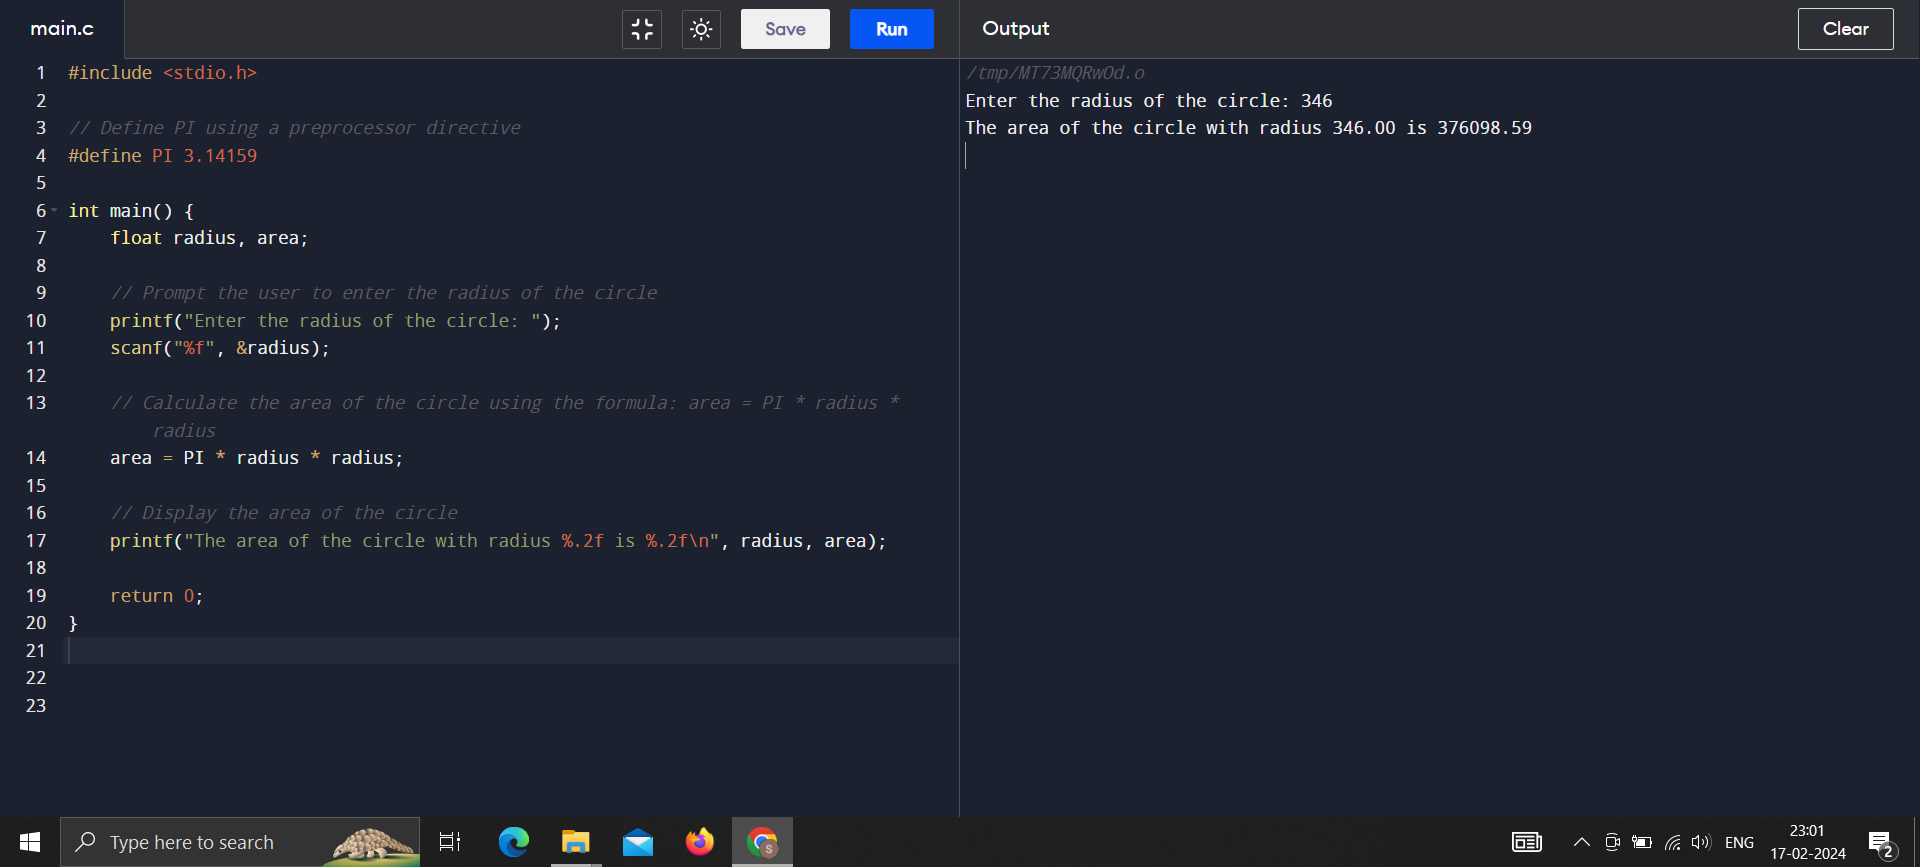 main.c
Save
Run
Output
Clear
1 #include <stdio.h>
2
3 // Define PI using a preprocessor directive
4 #define PI 3.14159
5
6 int main() {
7     float radius, area;
8
9     // Prompt the user to enter the radius of the circle
10     printf("Enter the radius of the circle: ");
11     scanf("%f", &radius);
12
13     // Calculate the area of the circle using the formula: area = PI * radius *
radius
14     area = PI * radius * radius;
15
16     // Display the area of the circle
17     printf("The area of the circle with radius %.2f is %.2f\n", radius, area);
18
19     return 0;
20 }
21
22
23
/tmp/MT73MQRwOd.o
Enter the radius of the circle: 346
The area of the circle with radius 346.00 is 376098.59
Type here to search
S
ENG
23:01
17-02-2024
2